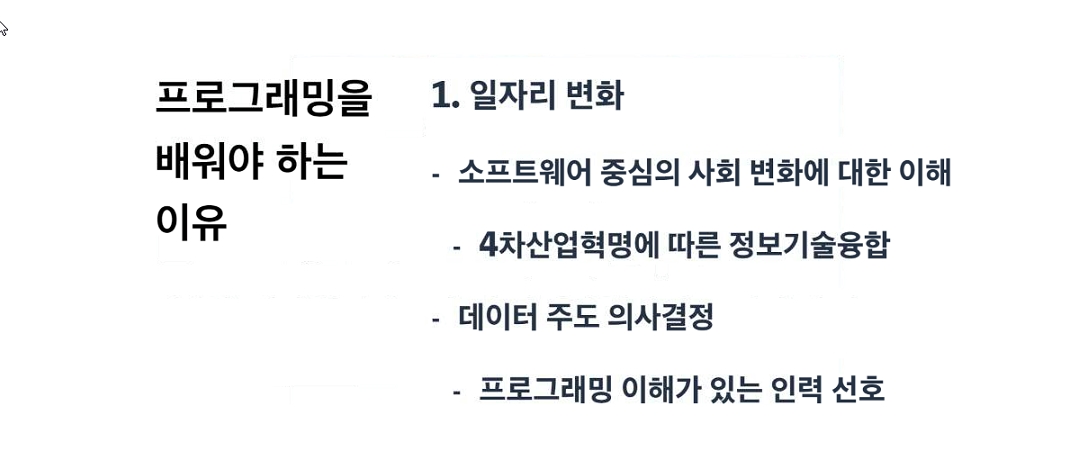 프로그래밍을
배워야 하는
이유
1. 일자리 변화
- 소프트웨어 중심의 사회 변화에 대한 이해
- 4차산업혁명에 따른 정보기술융합
- 데이터 주도 의사결정
- 프로그래밍 이해가 있는 인력 선호